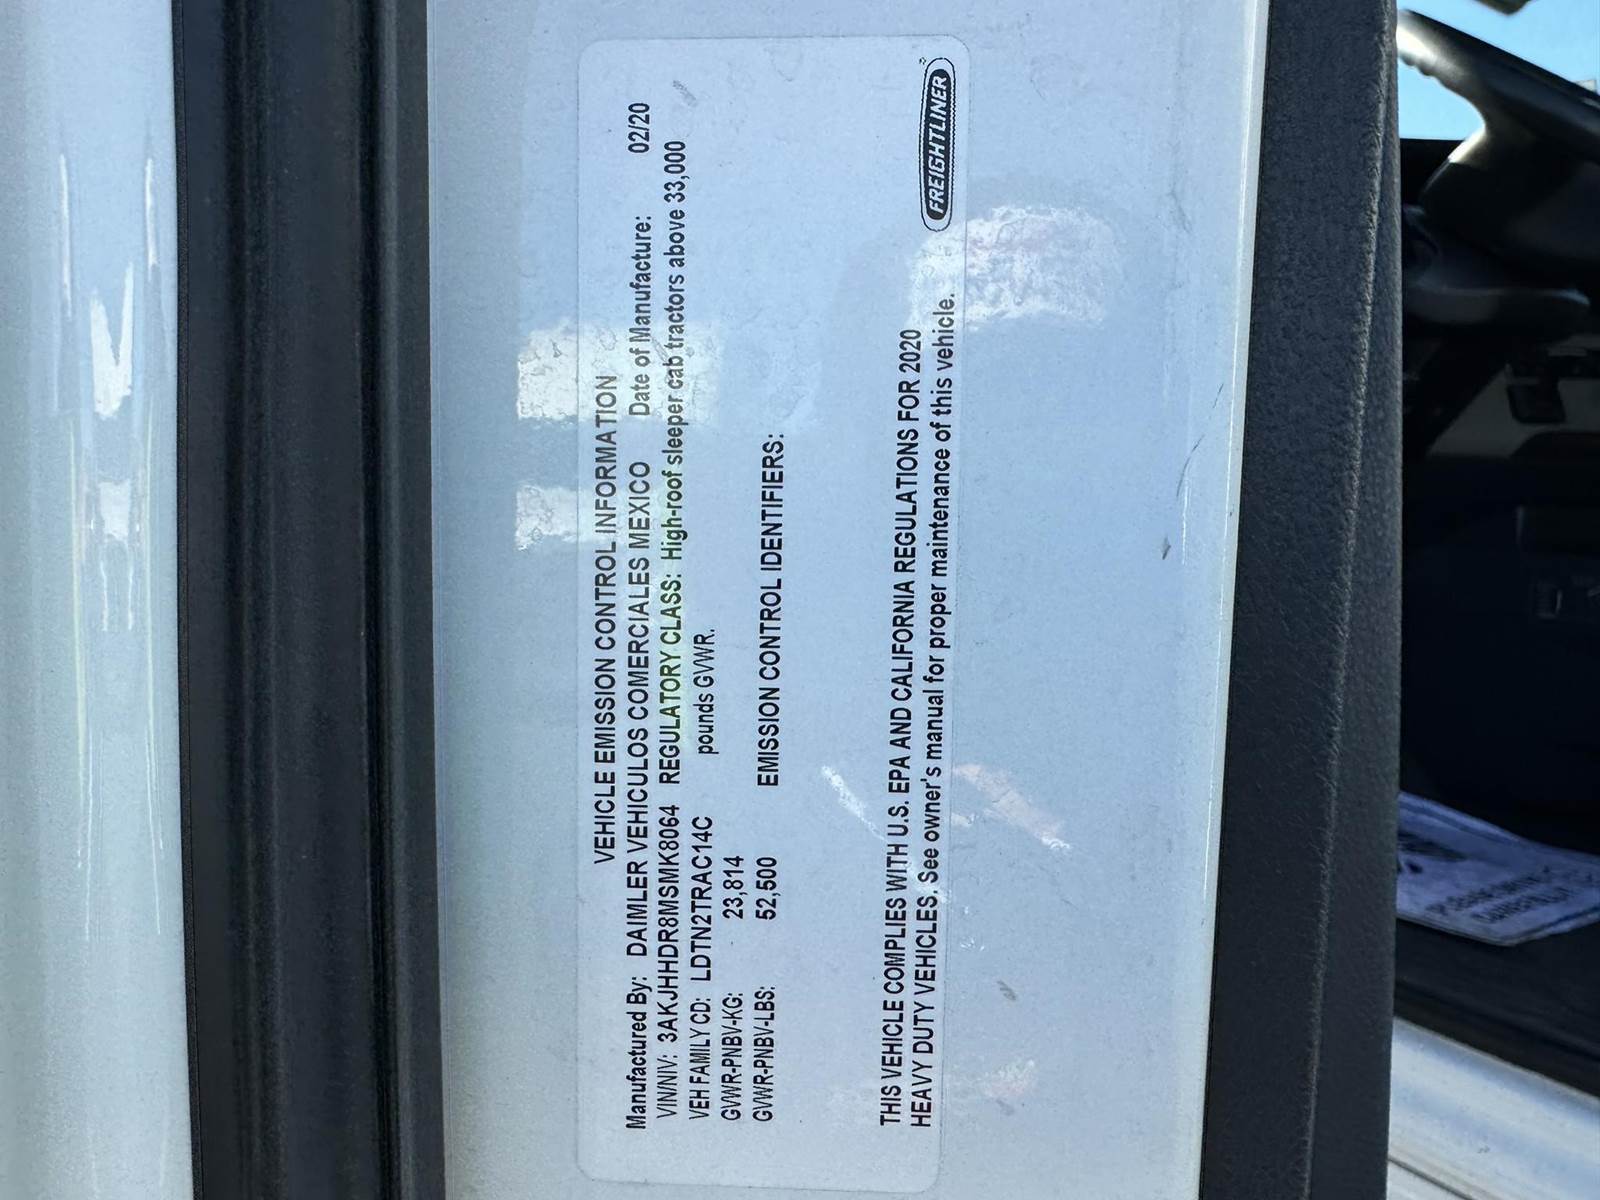 VEHICLE EMISSION CONTROL INFORMATION
Manufactured By: DAIMLER VEHICULOS COMERCIALES MEXICO Date of Manufacture: 02/20
VIN/NIV: 3AKJHHDR8MSMK8064 REGULATORY CLASS: High-roof sleeper cab tractors above 33,000
VEH FAMILY CD: LDTN2TRAC14C pounds GVWR.
GVWR-PNBV-KG: 23,814
GVWR-PNBV-LBS: 52,500 EMISSION CONTROL IDENTIFIERS:
THIS VEHICLE COMPLIES WITH U.S. EPA AND CALIFORNIA REGULATIONS FOR 2020
HEAVY DUTY VEHICLES. See owner's manual for proper maintenance of this vehicle.
FREIGHTLINER